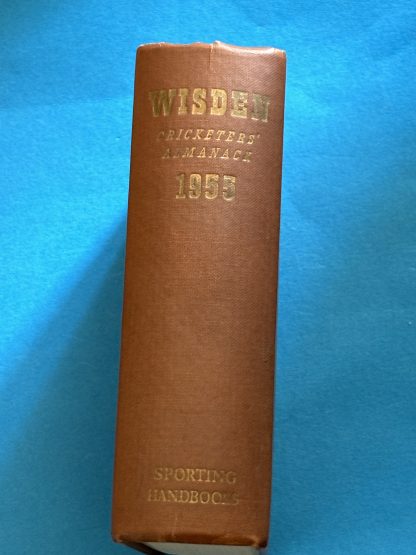 WISDEN
CRICKETERS'
ALMANACK
1955
SPORTING
HANDBOOKS